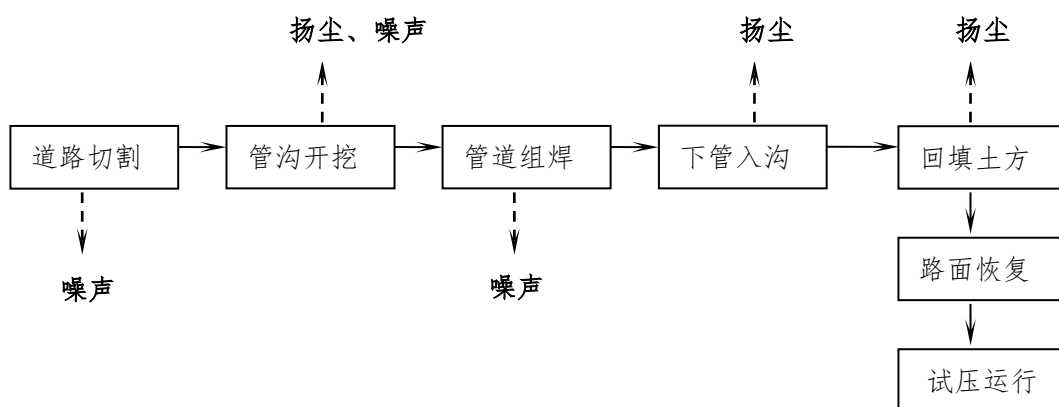 扬尘、噪声
扬尘
扬尘
道路切割
管沟开挖
管道组焊
下管入沟
回填土方
噪声
噪声
路面恢复
试压运行